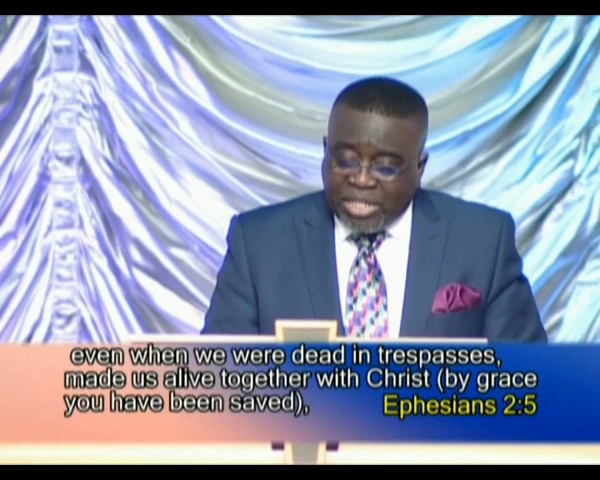 even when we were dead in trespasses,
made us alive together with Christ (by grace
you have been saved),
Ephesians 2:5